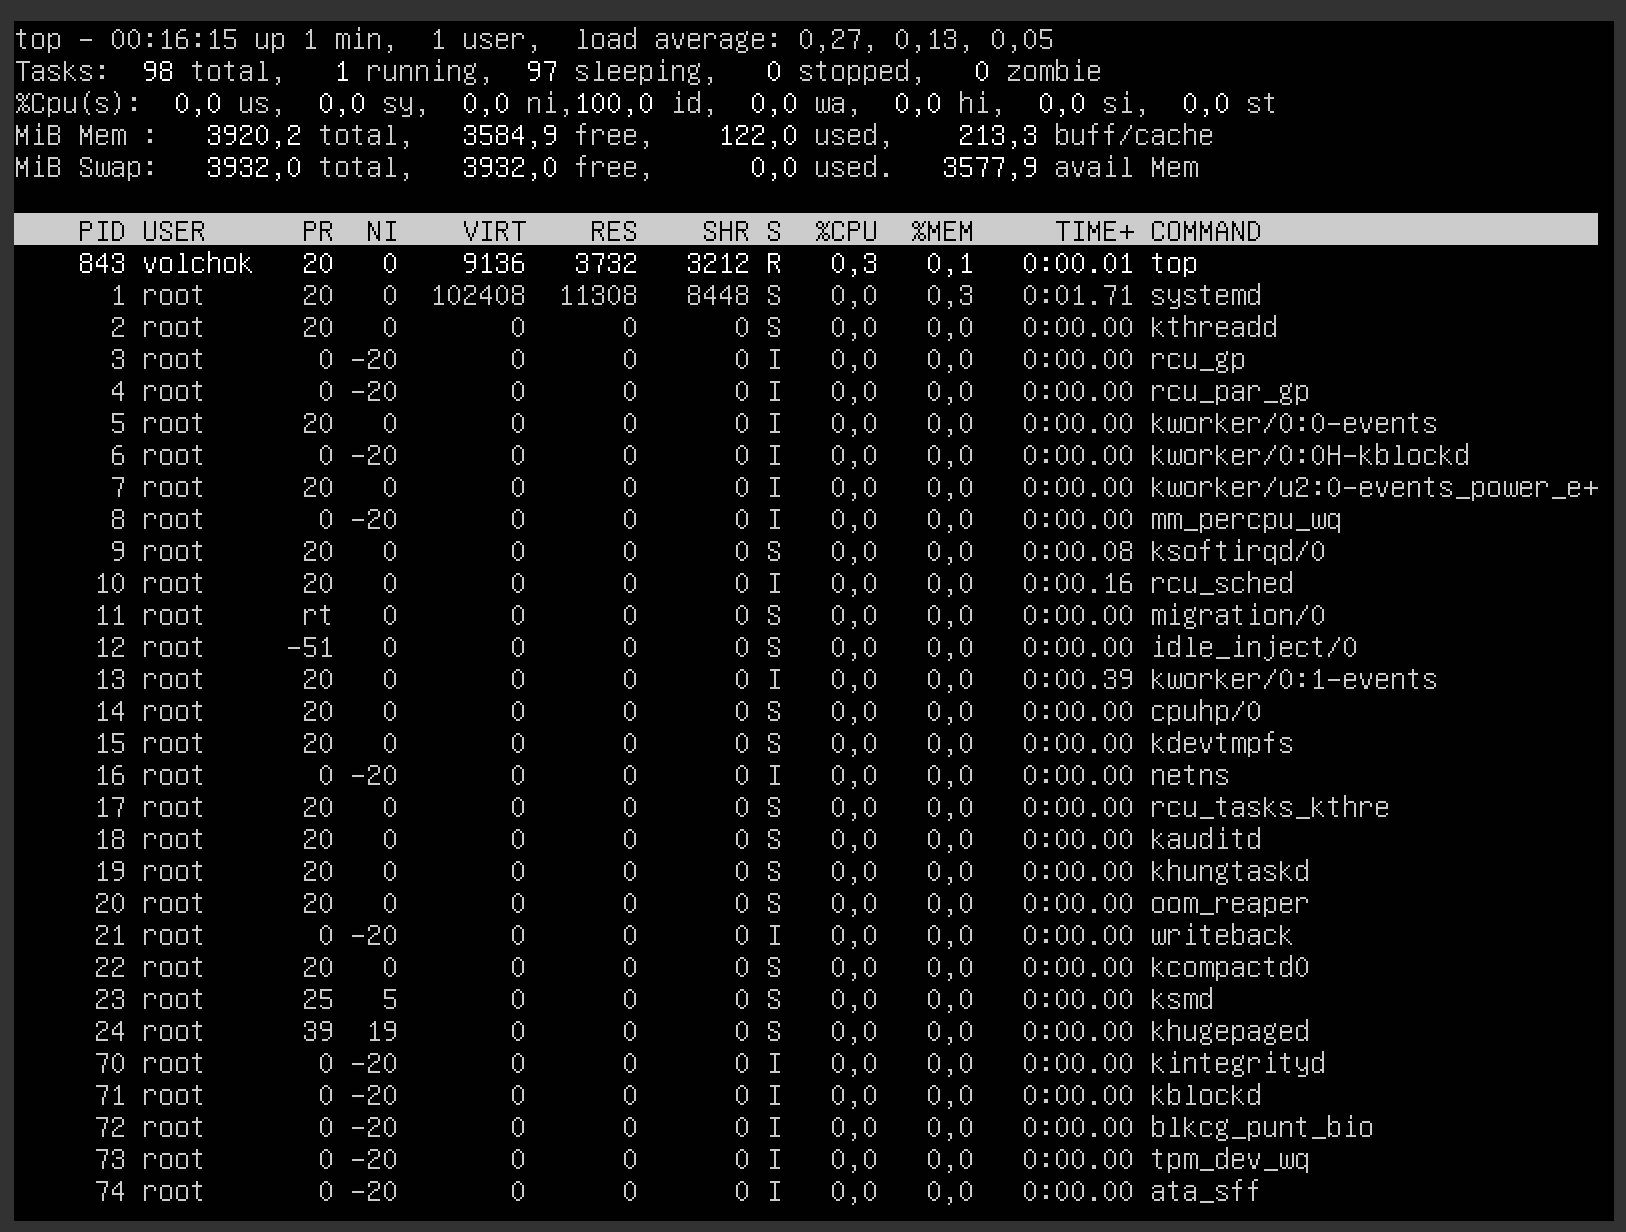 top - 00:16:15 up 1 min,  1 user,  load average: 0,27, 0,13, 0,05
Tasks:  98 total,   1 running,  97 sleeping,   0 stopped,   0 zombie
%Cpu(s):  0,0 us,  0,0 sy,  0,0 ni,100,0 id,  0,0 wa,  0,0 hi,  0,0 si,  0,0 st
MiB Mem :   3920,2 total,   3584,9 free,    122,0 used,    213,3 buff/cache
MiB Swap:   3932,0 total,   3932,0 free,      0,0 used.   3577,9 avail Mem
PID USER      PR  NI    VIRT    RES    SHR S  %CPU  %MEM     TIME+ COMMAND
843 volchok   20   0    9136   3732   3212 R   0,3   0,1   0:00.01 top
1 root      20   0  102408  11308   8448 S   0,0   0,3   0:01.71 systemd
2 root      20   0       0      0      0 S   0,0   0,0   0:00.00 kthreadd
3 root       0 -20       0      0      0 I   0,0   0,0   0:00.00 rcu_gp
4 root       0 -20       0      0      0 I   0,0   0,0   0:00.00 rcu_par_gp
5 root      20   0       0      0      0 I   0,0   0,0   0:00.00 kworker/0:0-events
6 root       0 -20       0      0      0 I   0,0   0,0   0:00.00 kworker/0:0H-kblockd
7 root      20   0       0      0      0 I   0,0   0,0   0:00.00 kworker/u2:0-events_power_e+
8 root       0 -20       0      0      0 I   0,0   0,0   0:00.00 mm_percpu_wq
9 root      20   0       0      0      0 S   0,0   0,0   0:00.08 ksoftirqd/0
10 root      20   0       0      0      0 I   0,0   0,0   0:00.16 rcu_sched
11 root      rt   0       0      0      0 S   0,0   0,0   0:00.00 migration/0
12 root     -51   0       0      0      0 S   0,0   0,0   0:00.00 idle_inject/0
13 root      20   0       0      0      0 I   0,0   0,0   0:00.39 kworker/0:1-events
14 root      20   0       0      0      0 S   0,0   0,0   0:00.00 cpuhp/0
15 root      20   0       0      0      0 S   0,0   0,0   0:00.00 kdevtmpfs
16 root       0 -20       0      0      0 I   0,0   0,0   0:00.00 netns
17 root      20   0       0      0      0 S   0,0   0,0   0:00.00 rcu_tasks_kthre
18 root      20   0       0      0      0 S   0,0   0,0   0:00.00 kauditd
19 root      20   0       0      0      0 S   0,0   0,0   0:00.00 khungtaskd
20 root      20   0       0      0      0 S   0,0   0,0   0:00.00 oom_reaper
21 root       0 -20       0      0      0 I   0,0   0,0   0:00.00 writeback
22 root      20   0       0      0      0 S   0,0   0,0   0:00.00 kcompactd0
23 root      25   5       0      0      0 S   0,0   0,0   0:00.00 ksmd
24 root      39  19       0      0      0 S   0,0   0,0   0:00.00 khugepaged
70 root       0 -20       0      0      0 I   0,0   0,0   0:00.00 kintegrityd
71 root       0 -20       0      0      0 I   0,0   0,0   0:00.00 kblockd
72 root       0 -20       0      0      0 I   0,0   0,0   0:00.00 blkcg_punt_bio
73 root       0 -20       0      0      0 I   0,0   0,0   0:00.00 tpm_dev_wq
74 root       0 -20       0      0      0 I   0,0   0,0   0:00.00 ata_sff